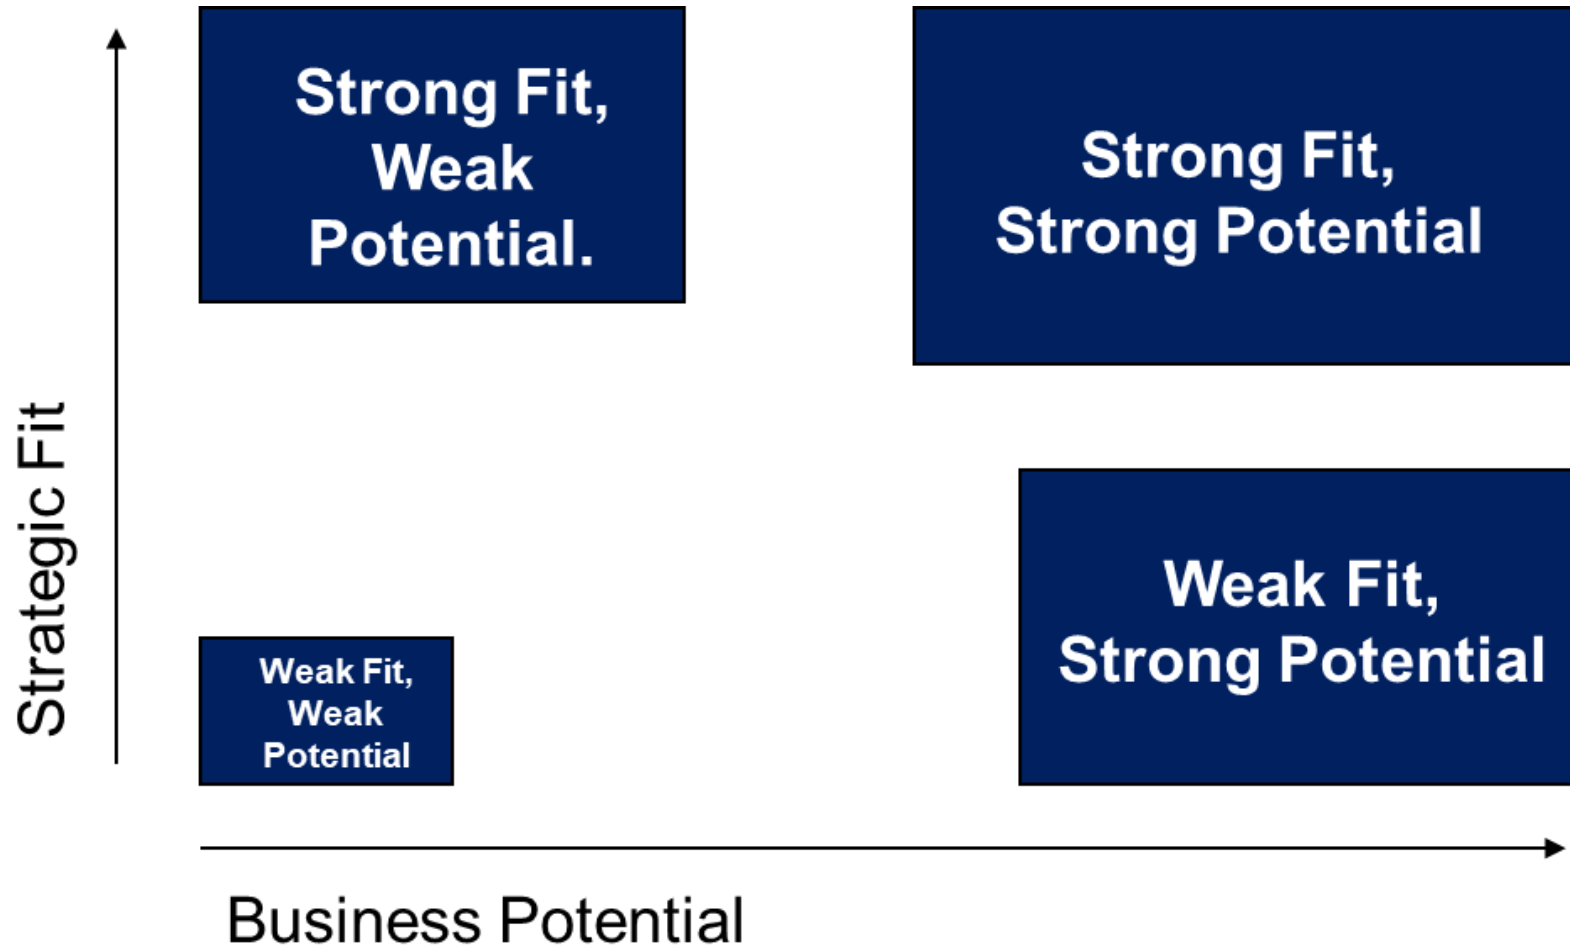 Strong Fit,
Weak
Potential.
Strong Fit,
Strong Potential
Strategic Fit
Weak Fit,
Weak
Potential
Weak Fit,
Strong Potential
Business Potential